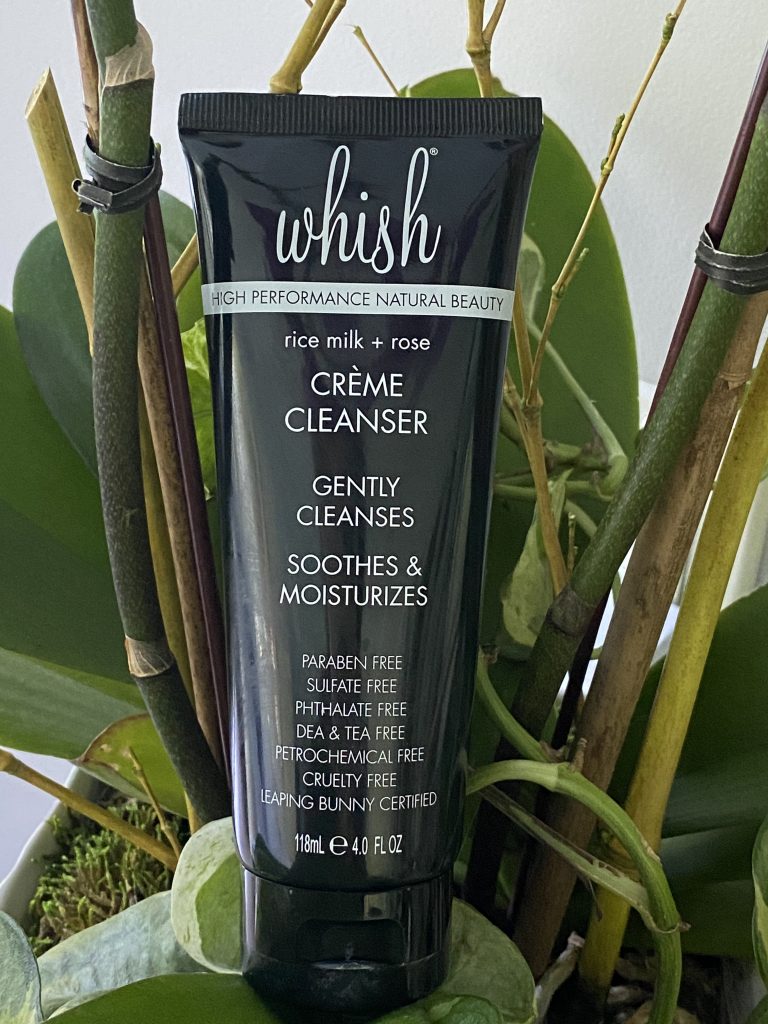 whish®
HIGH PERFORMANCE NATURAL BEAUTY
rice milk + rose
CRÈME
CLEANSER
GENTLY
CLEANSES
SOOTHES &
MOISTURIZES
PARABEN FREE
SULFATE FREE
PHTHALATE FREE
DEA & TEA FREE
PETROCHEMICAL FREE
CRUELTY FREE
LEAPING BUNNY CERTIFIED
118mL ℮ 4.0 FL OZ